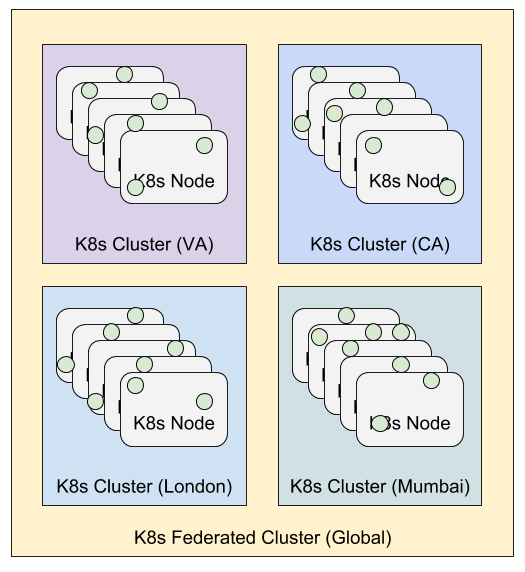 K8s Node
K8s Cluster (VA)
K8s Node
K8s Cluster (CA)
K8s Node
K8s Cluster (London)
K8s Node
K8s Cluster (Mumbai)
K8s Federated Cluster (Global)